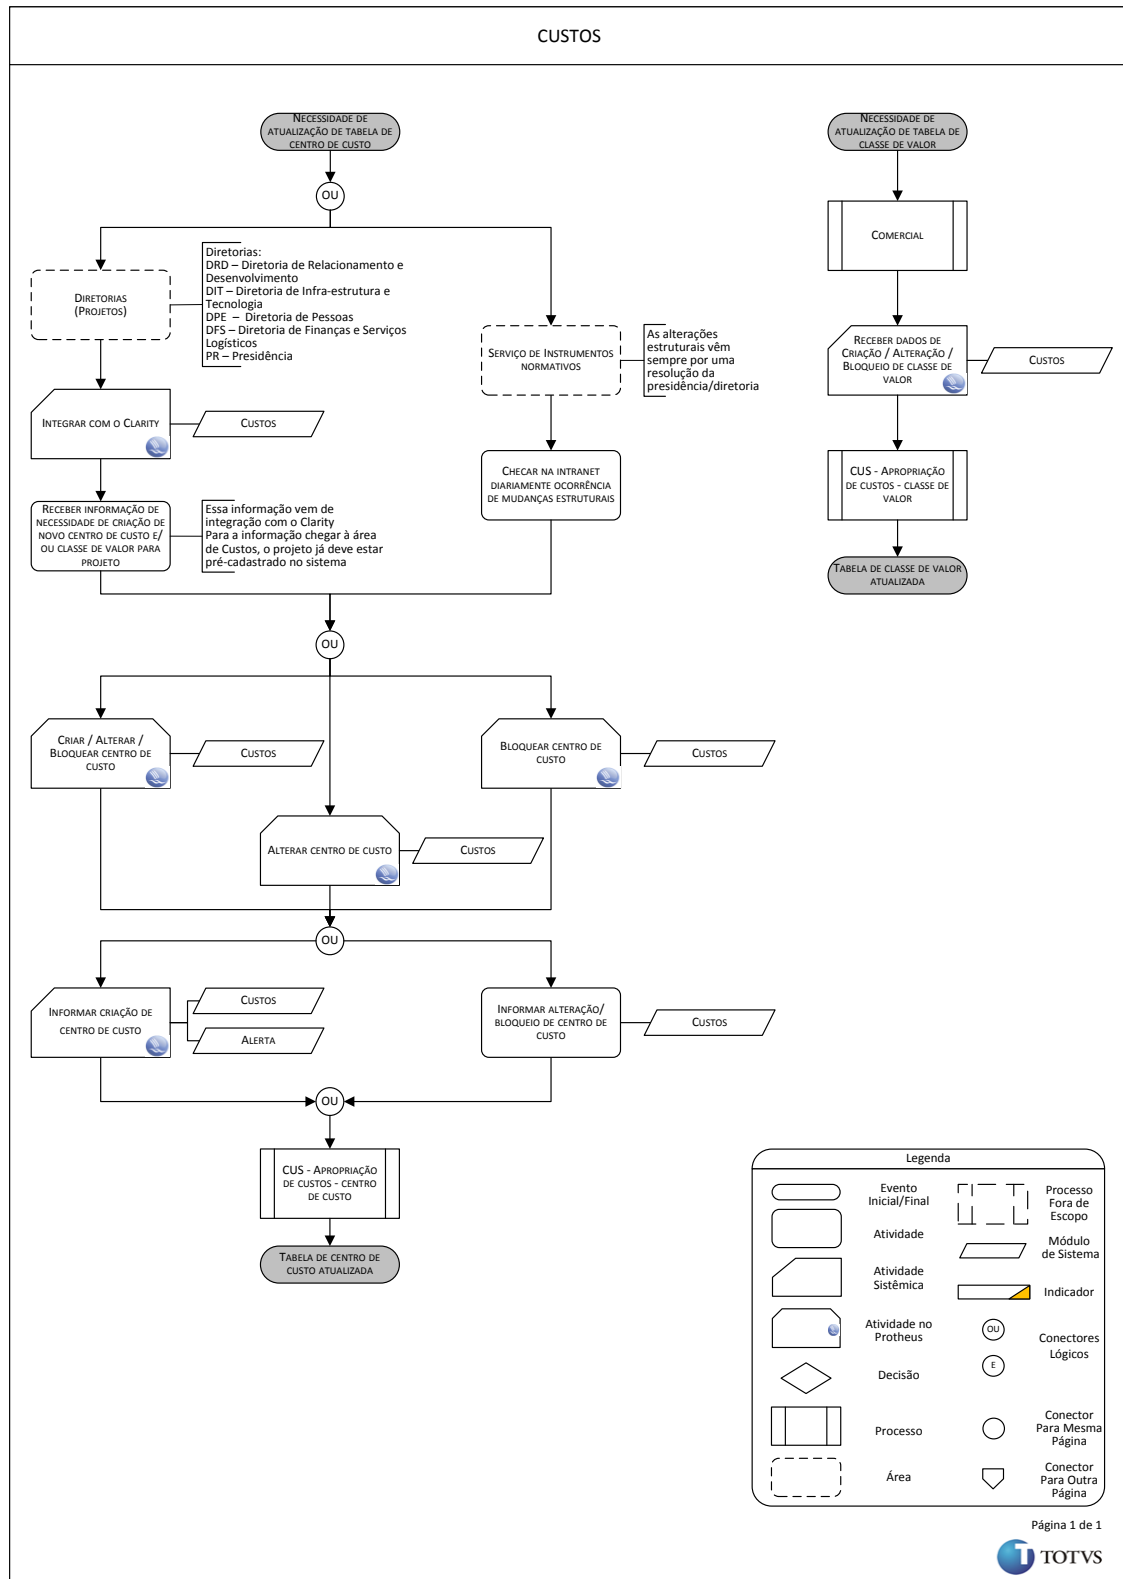 CUSTOS
NECESSIDADE DE
ATUALIZAÇÃO DE TABELA DE
CENTRO DE CUSTO
OU
DIRETORIAS
(PROJETOS)
Diretorias:
DRD – Diretoria de Relacionamento e
Desenvolvimento
DIT – Diretoria de Infra-estrutura e
Tecnologia
DPE – Diretoria de Pessoas
DFS – Diretoria de Finanças e Serviços
Logísticos
PR – Presidência
SERVIÇO DE INSTRUMENTOS
NORMATIVOS
As alterações
estruturais vêm
sempre por uma
resolução da
presidência/diretoria
INTEGRAR COM O CLARITY
CUSTOS
CHECAR NA INTRANET
DIARIAMENTE OCORRÊNCIA
DE MUDANÇAS ESTRUTURAIS
RECEBER INFORMAÇÃO DE
NECESSIDADE DE CRIAÇÃO DE
NOVO CENTRO DE CUSTO E/
OU CLASSE DE VALOR PARA
PROJETO
Essa informação vem de
integração com o Clarity
Para a informação chegar à área
de Custos, o projeto já deve estar
pré-cadastrado no sistema
OU
CRIAR / ALTERAR /
BLOQUEAR CENTRO DE
CUSTO
CUSTOS
BLOQUEAR CENTRO DE
CUSTO
CUSTOS
ALTERAR CENTRO DE CUSTO
CUSTOS
OU
INFORMAR CRIAÇÃO DE
CENTRO DE CUSTO
CUSTOS
ALERTA
INFORMAR ALTERAÇÃO/
BLOQUEIO DE CENTRO DE
CUSTO
CUSTOS
OU
CUS - APROPRIAÇÃO
DE CUSTOS - CENTRO
DE CUSTO
TABELA DE CENTRO DE
CUSTO ATUALIZADA
NECESSIDADE DE
ATUALIZAÇÃO DE TABELA DE
CLASSE DE VALOR
COMERCIAL
RECEBER DADOS DE
CRIAÇÃO / ALTERAÇÃO /
BLOQUEIO DE CLASSE DE
VALOR
CUSTOS
CUS - APROPRIAÇÃO
DE CUSTOS - CLASSE DE
VALOR
TABELA DE CLASSE DE VALOR
ATUALIZADA
Legenda
Evento
Inicial/Final
Atividade
Atividade
Sistêmica
Atividade no
Protheus
Decisão
Processo
Área
Processo
Fora de
Escopo
Módulo
de Sistema
Indicador
OU
E
Conectores
Lógicos
Conector
Para Mesma
Página
Conector
Para Outra
Página
Página 1 de 1
TOTVS